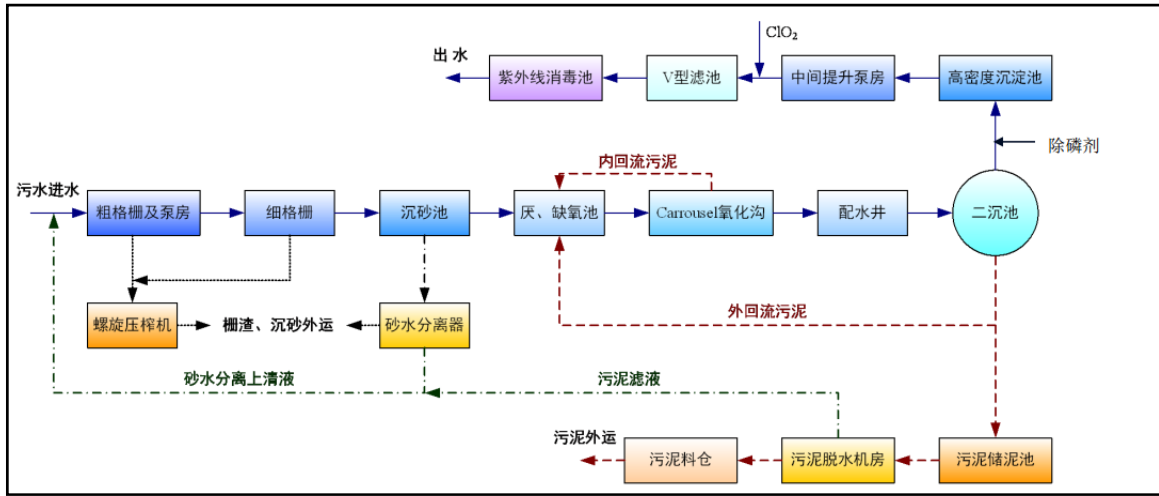 ClO₂
出 水
紫外线消毒池
V型滤池
中间提升泵房
高密度沉淀池
除磷剂
内回流污泥
污水进水
粗格栅及泵房
细格栅
沉砂池
厌、缺氧池
Carrousel氧化沟
配水井
二沉池
外回流污泥
螺旋压榨机
栅渣、沉砂外运
砂水分离器
砂水分离上清液
污泥滤液
污泥外运
污泥料仓
污泥脱水机房
污泥储泥池